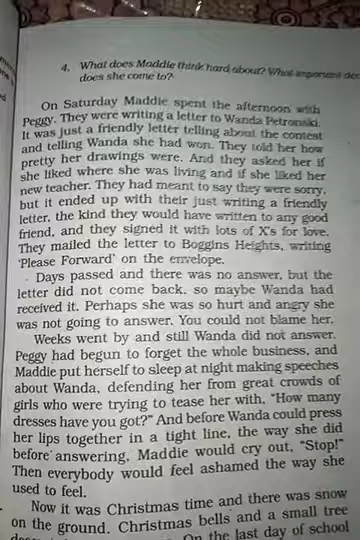 4. What does Maddie think hard about? What important dec
does she come to?
On Saturday Maddie spent the afternoon with
Peggy. They were writing a letter to Wanda Petronski.
It was just a friendly letter telling about the contest
and telling Wanda she had won. They told her how
pretty her drawings were. And they asked her if
she liked where she was living and if she liked her
new teacher. They had meant to say they were sorry,
but it ended up with their just writing a friendly
letter, the kind they would have written to any good
friend, and they signed it with lots of X's for love.
They mailed the letter to Boggins Heights, writing
'Please Forward' on the envelope.
Days passed and there was no answer, but the
letter did not come back, so maybe Wanda had
received it. Perhaps she was so hurt and angry she
was not going to answer. You could not blame her.
Weeks went by and still Wanda did not answer.
Peggy had begun to forget the whole business, and
Maddie put herself to sleep at night making speeches
about Wanda, defending her from great crowds of
girls who were trying to tease her with, "How many
dresses have you got?" And before Wanda could press
her lips together in a tight line, the way she did
before answering, Maddie would cry out, "Stop!"
Then everybody would feel ashamed the way she
used to feel.
Now it was Christmas time and there was snow
on the ground. Christmas bells and a small tree
On the last day of school